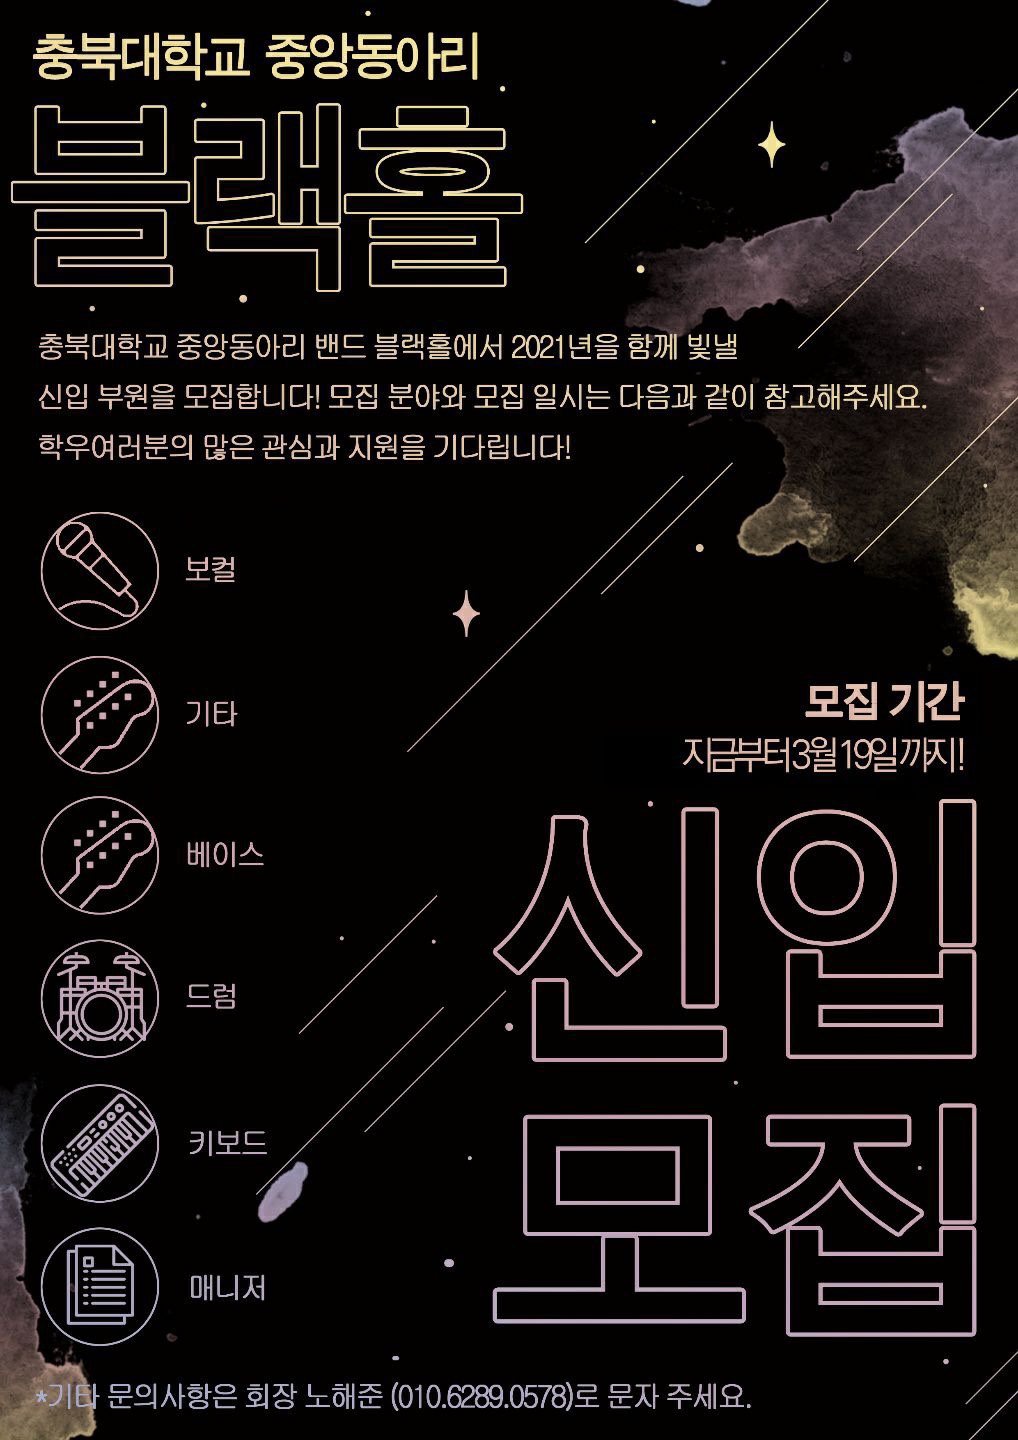 충북대학교 중앙동아리
블랙홀
충북대학교 중앙동아리 밴드 블랙홀에서 2021년을 함께 빛낼
신입 부원을 모집합니다! 모집 분야와 모집 일시는 다음과 같이 참고해주세요.
학우여러분의 많은 관심과 지원을 기다립니다!
보컬
기타
베이스
드럼
키보드
매니저
모집 기간
지금부터 3월 19일 까지!
신입
모집
*기타 문의사항은 회장 노해준 (010.6289.0578)로 문자 주세요.